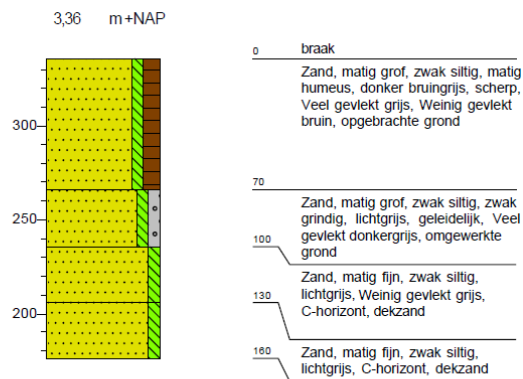 3,36 m+NAP
300
250
200
0 braak
Zand, matig grof, zwak siltig, matig
humeus, donker bruingrijs, scherp,
Veel gevlekt grijs, Weinig gevlekt
bruin, opgebrachte grond
70
Zand, matig grof, zwak siltig, zwak
grindig, lichtgrijs, geleidelijk, Veel
gevlekt donkergrijs, omgewerkte
grond
100
Zand, matig fijn, zwak siltig,
lichtgrijs, Weinig gevlekt grijs,
C-horizont, dekzand
130
160
Zand, matig fijn, zwak siltig,
lichtgrijs, C-horizont, dekzand